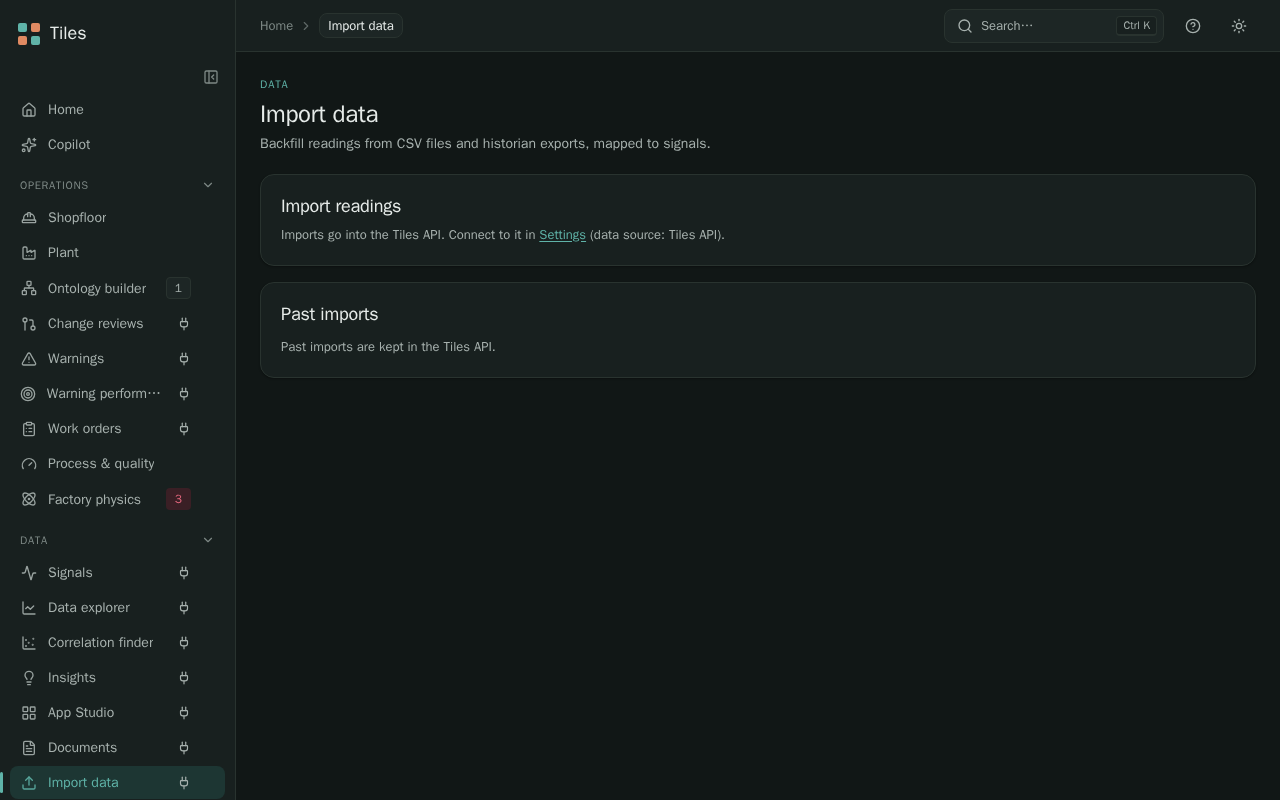 Tiles
Home
Copilot
OPERATIONS
Shopfloor
Plant
Ontology builder 1
Change reviews
Warnings
Warning perform···
Work orders
Process & quality
Factory physics 3
DATA
Signals
Data explorer
Correlation finder
Insights
App Studio
Documents
Import data
Home > Import data
Search···
Ctrl K
DATA
Import data
Backfill readings from CSV files and historian exports, mapped to signals.
Import readings
Imports go into the Tiles API. Connect to it in Settings (data source: Tiles API).
Past imports
Past imports are kept in the Tiles API.